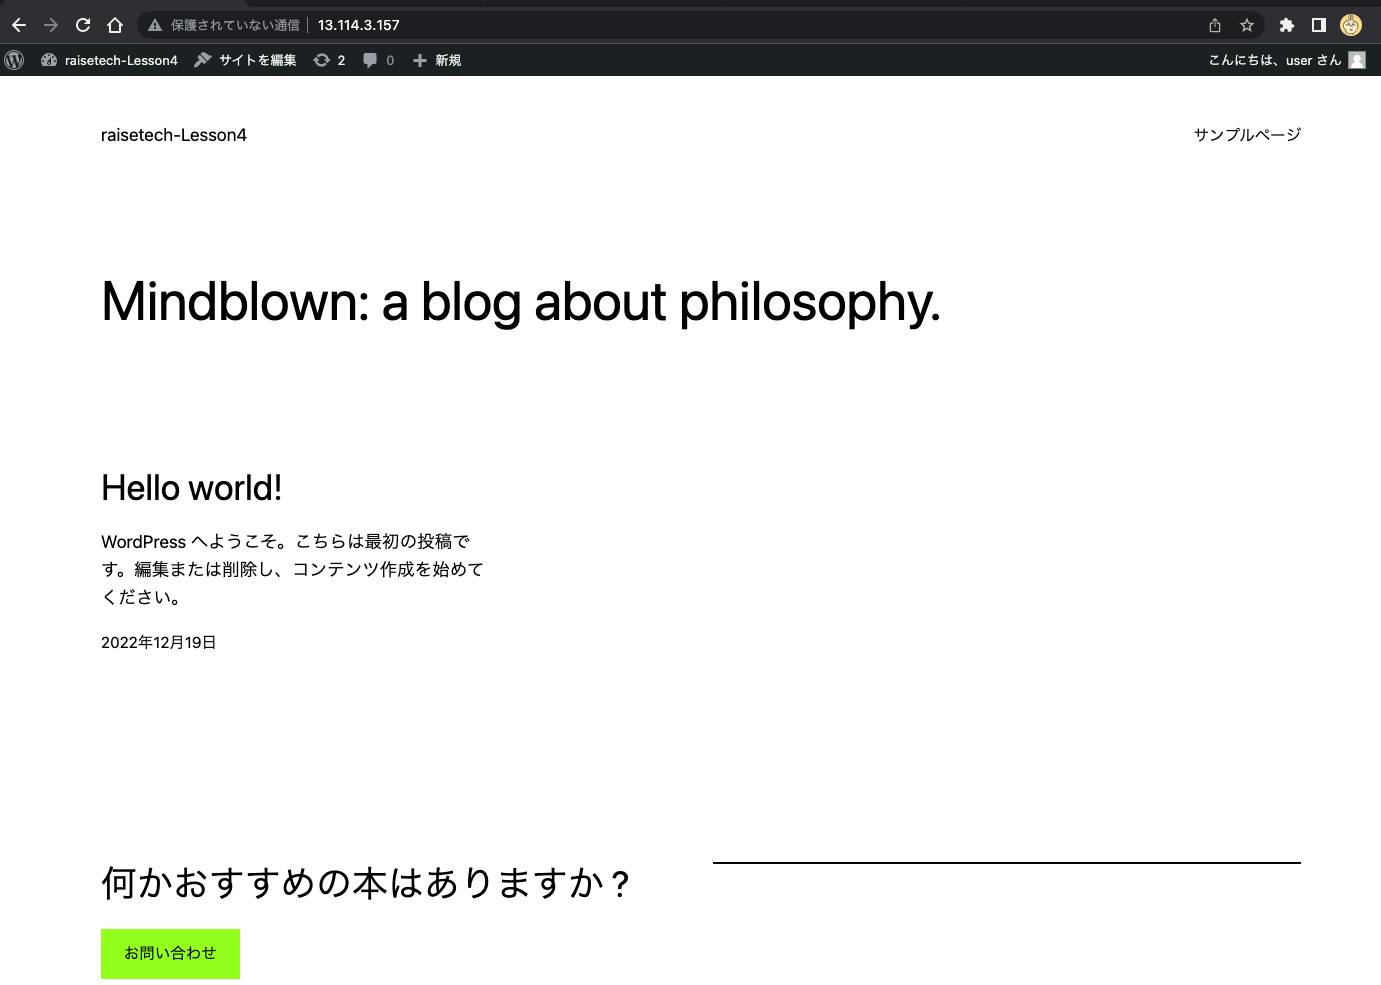 保護されていない通信 13.114.3.157
raisetech-Lesson4 サイトを編集 2 0 新規 こんにちは、user さん
raisetech-Lesson4 サンプルページ
Mindblown: a blog about philosophy.
Hello world!
WordPress へようこそ。こちらは最初の投稿で
す。編集または削除し、コンテンツ作成を始めて
ください。
2022年12月19日
何かおすすめの本はありますか ?
お問い合わせ